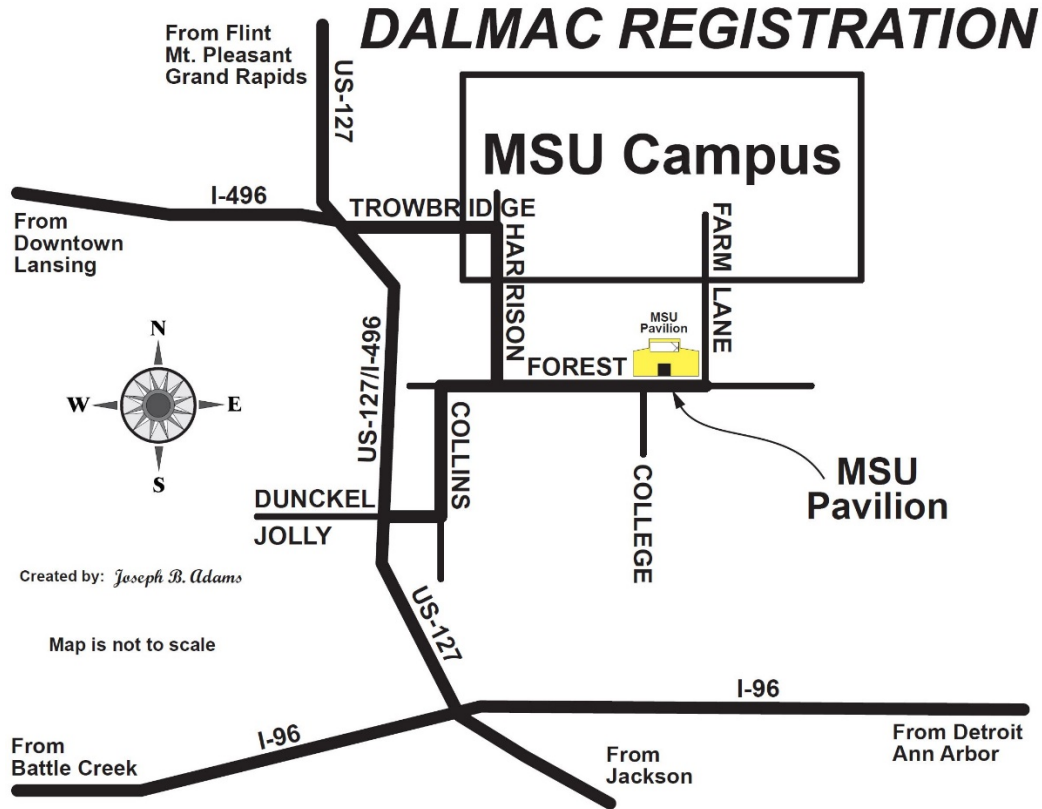 DALMAC REGISTRATION
From Flint
Mt. Pleasant
Grand Rapids
US-127
MSU Campus
I-496
TROWBRIDGE
From
Downtown
Lansing
HARRISON
FARM LANE
MSU
Pavilion
N
W
E
S
US-127/I-496
FOREST
COLLINS
COLLEGE
MSU
Pavilion
DUNCKEL
JOLLY
Created by: Joseph B. Adams
Map is not to scale
US-127
I-96
I-96
From
Battle Creek
From
Jackson
From Detroit
Ann Arbor